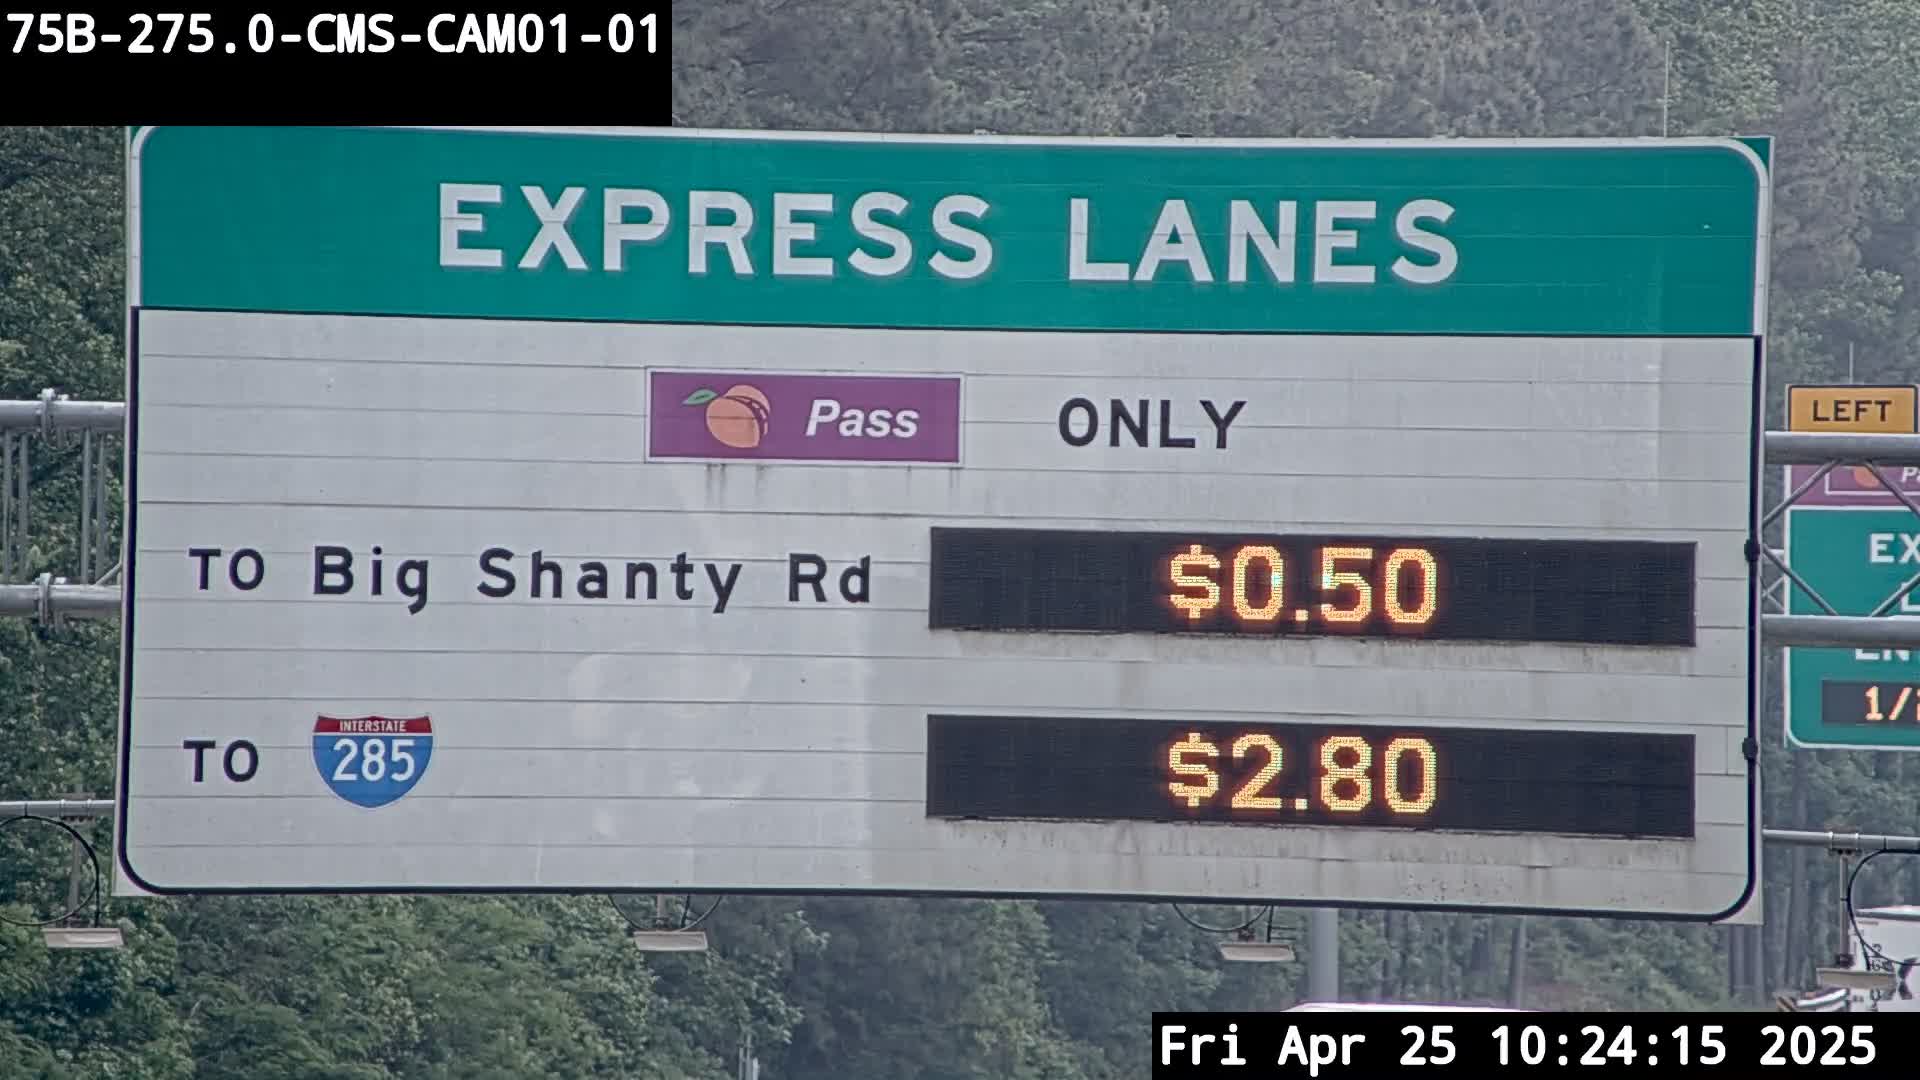 75B-275.0-CMS-CAM01-01
EXPRESS LANES
Pass ONLY
TO Big Shanty Rd $0.50
TO INTERSTATE 285 $2.80
LEFT
1/
Fri Apr 25 10:24:15 2025